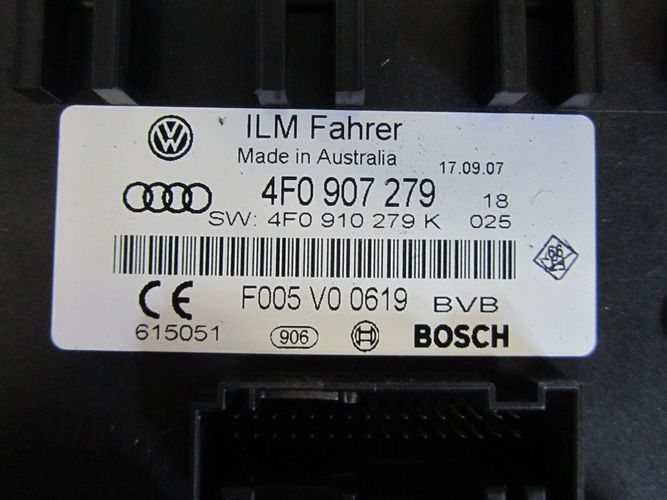 ILM Fahrer
Made in Australia 17.09.07
4F0 907 279 18
SW: 4F0 910 279 K 025
F005 V0 0619 BVB
CE
615051 906 BOSCH